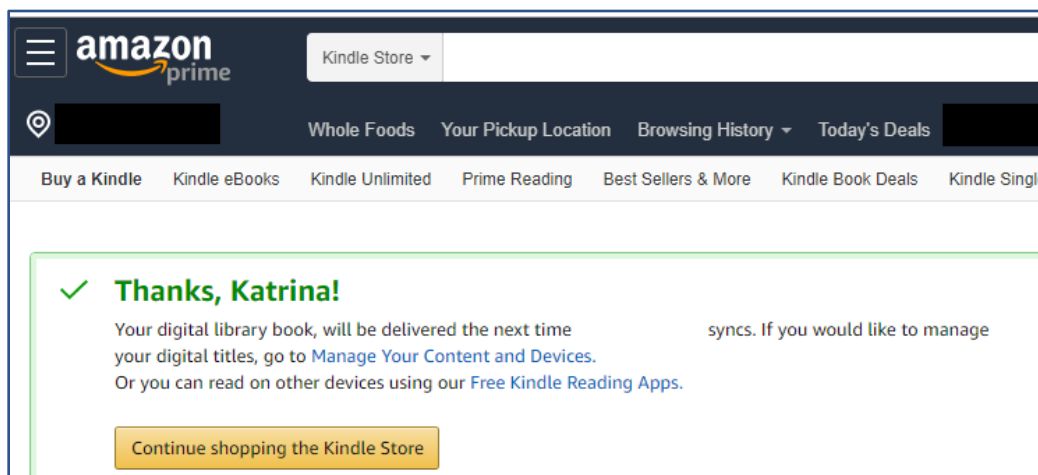 amazon
prime
Kindle Store
Whole Foods Your Pickup Location Browsing History Today's Deals
Buy a Kindle Kindle eBooks Kindle Unlimited Prime Reading Best Sellers & More Kindle Book Deals Kindle Singl
Thanks, Katrina!
Your digital library book, will be delivered the next time syncs. If you would like to manage
your digital titles, go to Manage Your Content and Devices.
Or you can read on other devices using our Free Kindle Reading Apps.
Continue shopping the Kindle Store